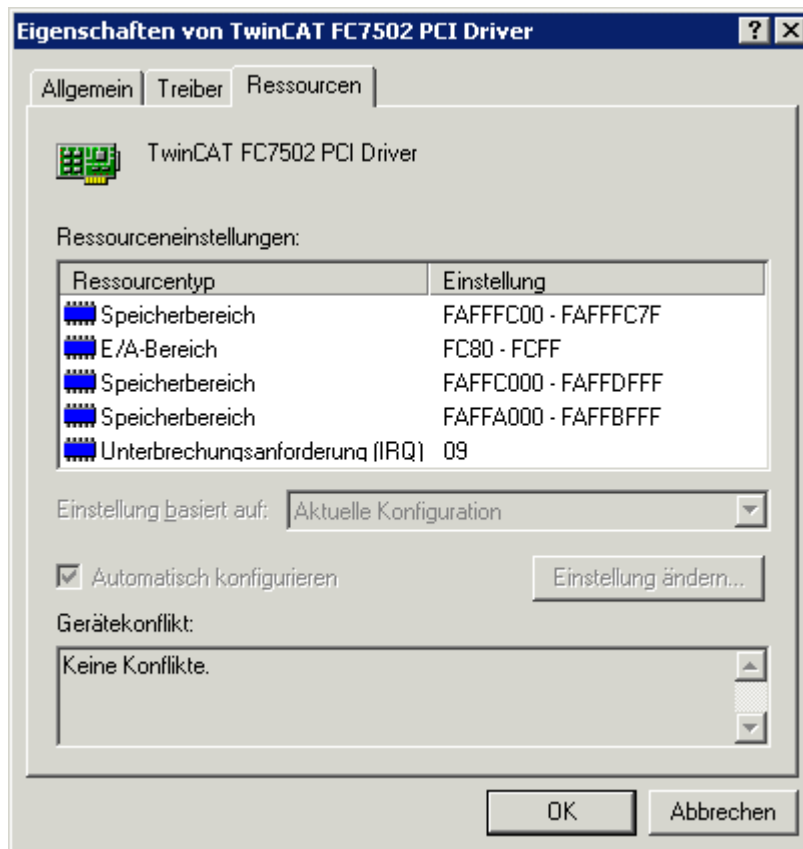 Eigenschaften von TwinCAT FC7502 PCI Driver
Allgemein Treiber Ressourcen
TwinCAT FC7502 PCI Driver
Ressourceneinstellungen:
Ressourcentyp Einstellung
Speicherbereich FAFFFC00 - FAFFFC7F
E/A-Bereich FC80 - FCFF
Speicherbereich FAFFC000 - FAFFDFFF
Speicherbereich FAFFA000 - FAFFBFFF
Unterbrechungsanforderung (IRQ) 09
Einstellung basiert auf: Aktuelle Konfiguration
Automatisch konfigurieren Einstellung ändern...
Gerätekonflikt:
Keine Konflikte.
OK Abbrechen